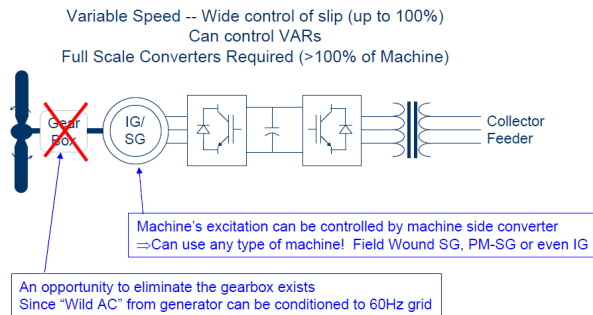 Variable Speed -- Wide control of slip (up to 100%)
Can control VARs
Full Scale Converters Required (>100% of Machine)
Gear
Box
IG/
SG
Collector
Feeder
Machine's excitation can be controlled by machine side converter
⇒Can use any type of machine! Field Wound SG, PM-SG or even IG
An opportunity to eliminate the gearbox exists
Since “Wild AC” from generator can be conditioned to 60Hz grid